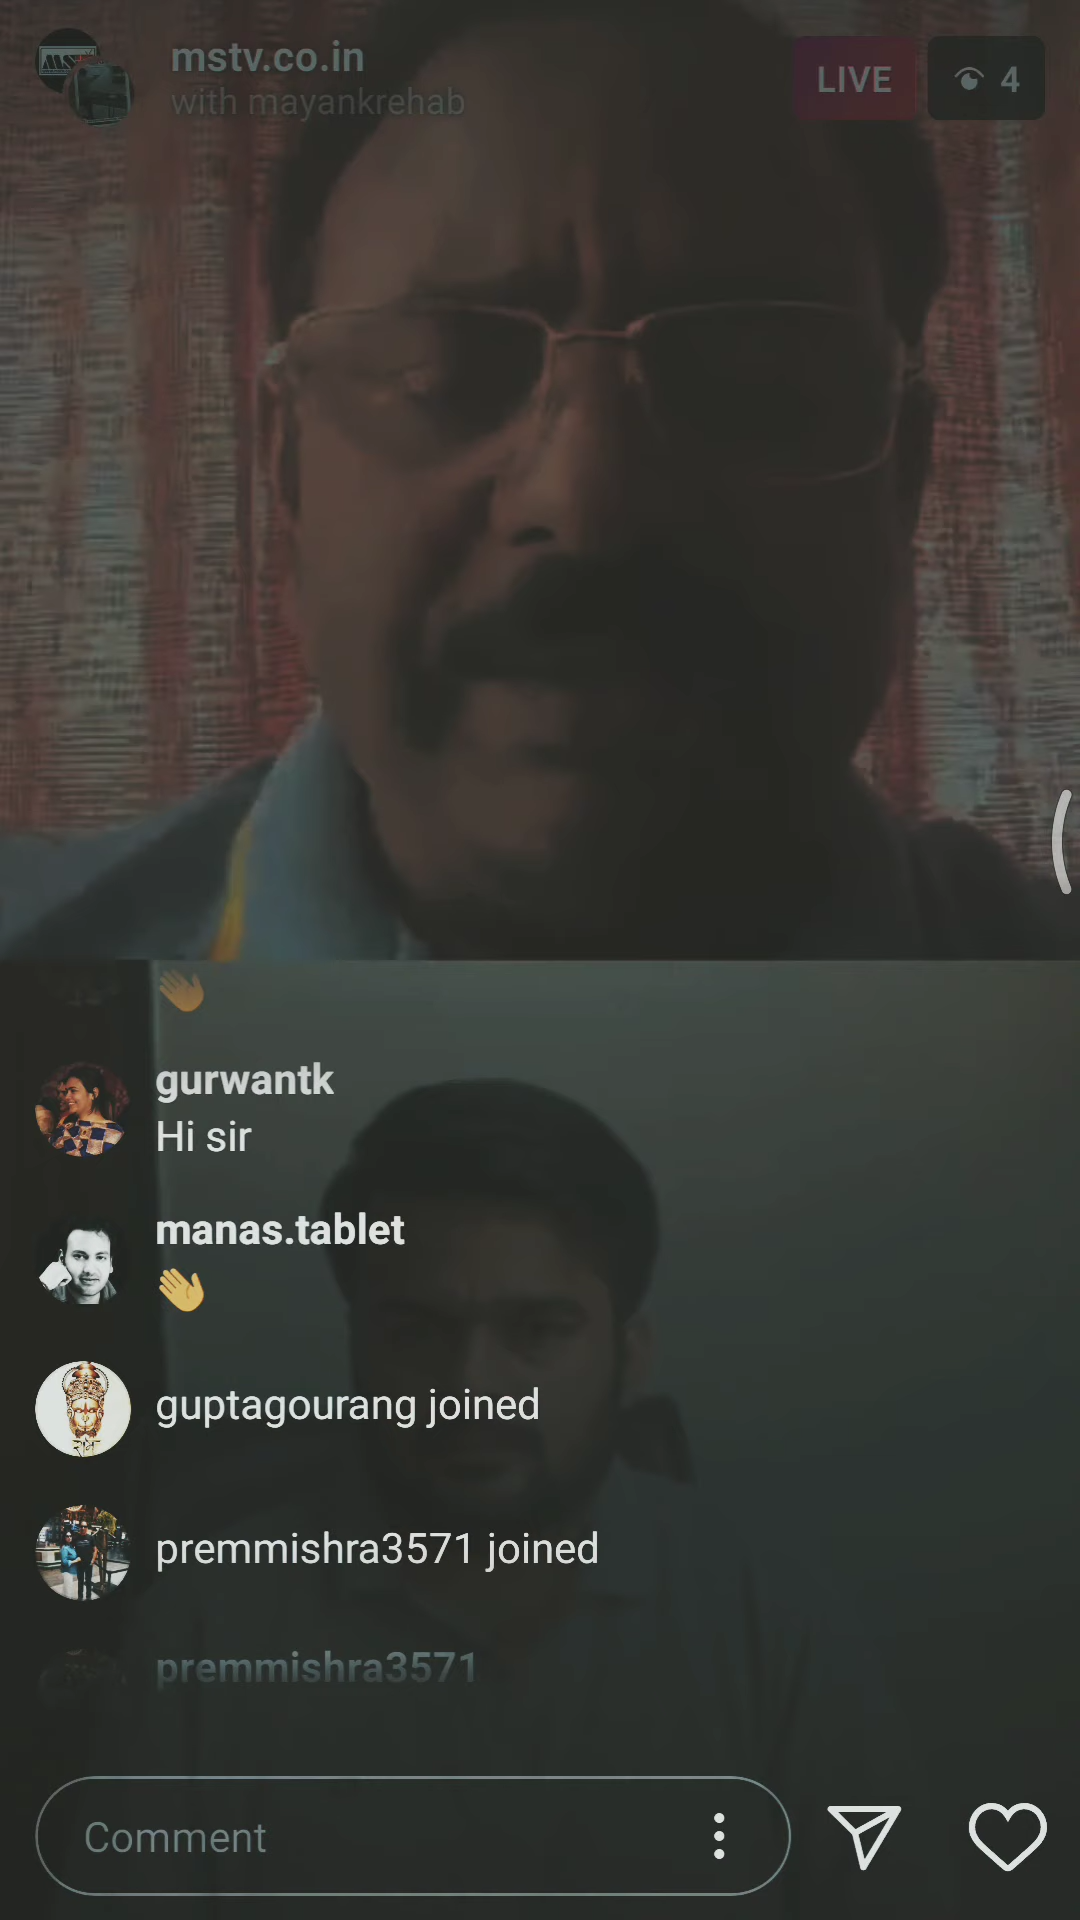 mstv.co.in
with mayankrehab
LIVE
4
gurwantk
Hi sir
manas.tablet
guptagourang joined
premmishra3571 joined
premmishra3571
Comment